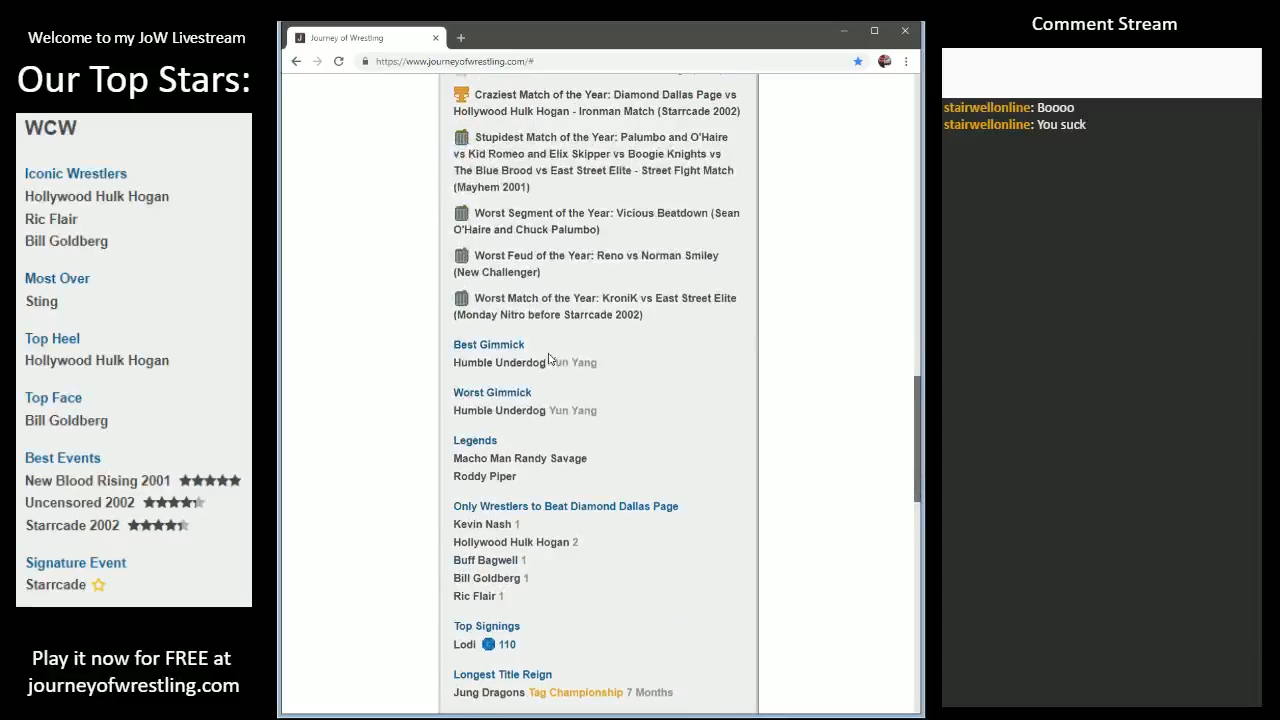 Welcome to my JoW Livestream
Our Top Stars:
WCW
Iconic Wrestlers
Hollywood Hulk Hogan
Ric Flair
Bill Goldberg
Most Over
Sting
Top Heel
Hollywood Hulk Hogan
Top Face
Bill Goldberg
Best Events
New Blood Rising 2001
Uncensored 2002
Starrcade 2002
Signature Event
Starrcade
Play it now for FREE at
journeyofwrestling.com
Journey of Wrestling
https://www.journeyofwrestling.com/#
Craziest Match of the Year: Diamond Dallas Page vs
Hollywood Hulk Hogan - Ironman Match (Starrcade 2002)
Stupidest Match of the Year: Palumbo and O'Haire
vs Kid Romeo and Elix Skipper vs Boogie Knights vs
The Blue Brood vs East Street Elite - Street Fight Match
(Mayhem 2001)
Worst Segment of the Year: Vicious Beatdown (Sean
O'Haire and Chuck Palumbo)
Worst Feud of the Year: Reno vs Norman Smiley
(New Challenger)
Worst Match of the Year: KroniK vs East Street Elite
(Monday Nitro before Starrcade 2002)
Best Gimmick
Humble Underdog Yun Yang
Worst Gimmick
Humble Underdog Yun Yang
Legends
Macho Man Randy Savage
Roddy Piper
Only Wrestlers to Beat Diamond Dallas Page
Kevin Nash 1
Hollywood Hulk Hogan 2
Buff Bagwell 1
Bill Goldberg 1
Ric Flair 1
Top Signings
Lodi 110
Longest Title Reign
Jung Dragons Tag Championship 7 Months
Comment Stream
stairwellonline: Boooo
stairwellonline: You suck